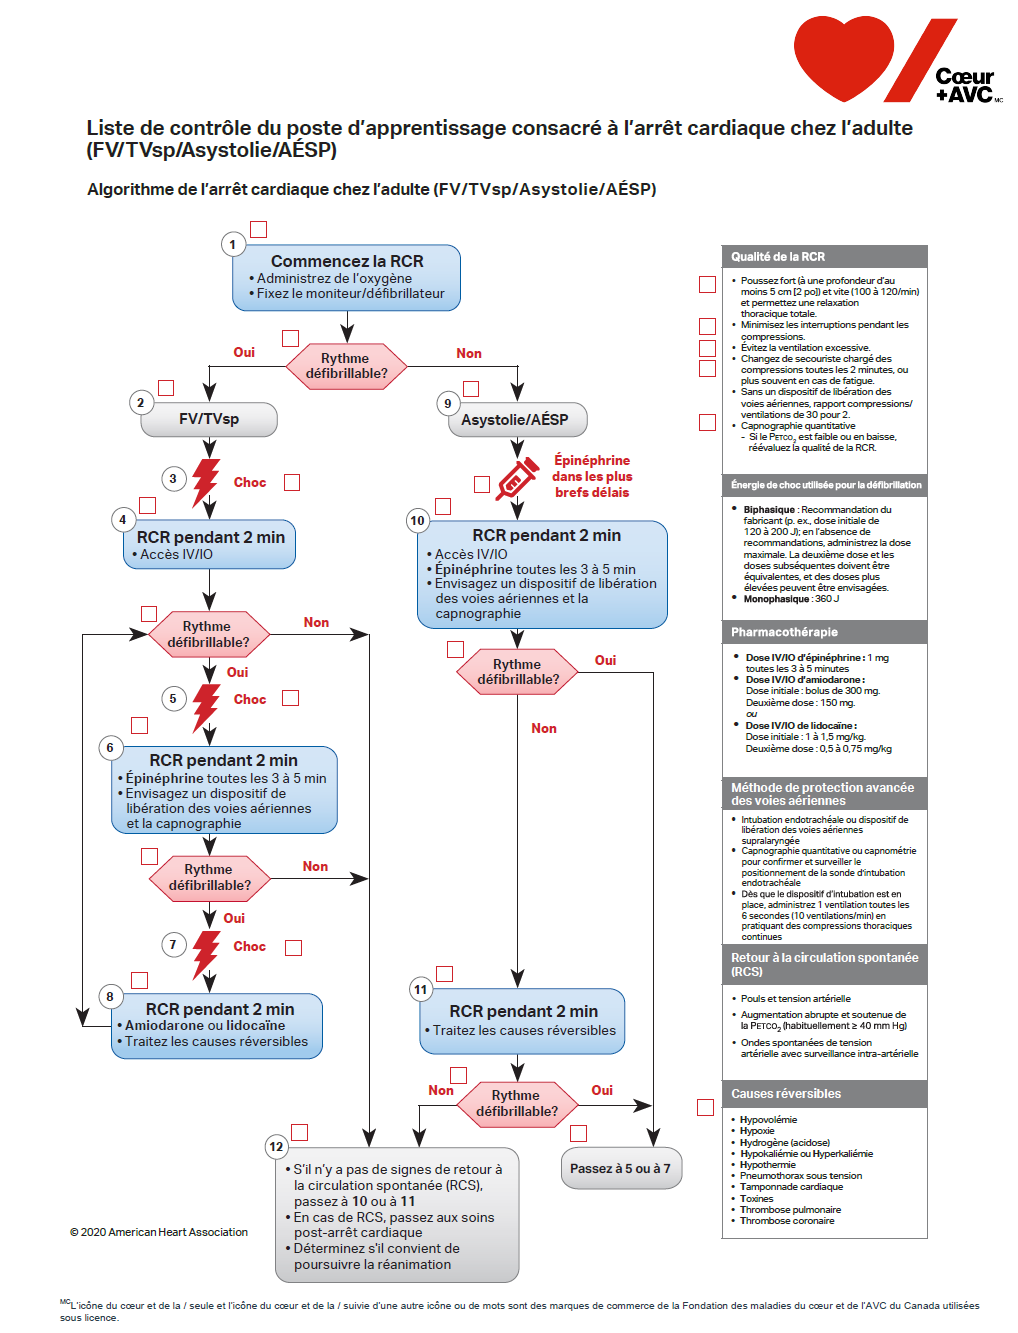 Cœur
+AVC MC
Liste de contrôle du poste d’apprentissage consacré à l’arrêt cardiaque chez l’adulte
(FV/TVsp/Asystolie/AÉSP)
Algorithme de l’arrêt cardiaque chez l’adulte (FV/TVsp/Asystolie/AÉSP)
1
Commencez la RCR
• Administrez de l’oxygène
• Fixez le moniteur/défibrillateur
Oui
Rythme
défibrillable?
Non
2
FV/TVsp
9
Asystolie/AÉSP
3
Choc
Épinéphrine
dans les plus
brefs délais
4
RCR pendant 2 min
• Accès IV/IO
10
RCR pendant 2 min
• Accès IV/IO
• Épinéphrine toutes les 3 à 5 min
• Envisagez un dispositif de libération
des voies aériennes et la
capnographie
Rythme
défibrillable?
Non
Oui
Rythme
défibrillable?
Oui
Non
5
Choc
6
RCR pendant 2 min
• Épinéphrine toutes les 3 à 5 min
• Envisagez un dispositif de
libération des voies aériennes
et la capnographie
Rythme
défibrillable?
Non
Oui
7
Choc
8
RCR pendant 2 min
• Amiodarone ou lidocaïne
• Traitez les causes réversibles
11
RCR pendant 2 min
• Traitez les causes réversibles
Non
Rythme
défibrillable?
Oui
12
• S’il n’y a pas de signes de retour à
la circulation spontanée (RCS),
passez à 10 ou à 11
• En cas de RCS, passez aux soins
post-arrêt cardiaque
• Déterminez s'il convient de
poursuivre la réanimation
Passez à 5 ou à 7
Qualité de la RCR
• Poussez fort (à une profondeur d’au
moins 5 cm [2 po]) et vite (100 à 120/min)
et permettez une relaxation
thoracique totale.
• Minimisez les interruptions pendant les
compressions.
• Évitez la ventilation excessive.
• Changez de secouriste chargé des
compressions toutes les 2 minutes, ou
plus souvent en cas de fatigue.
• Sans un dispositif de libération des
voies aériennes, rapport compressions/
ventilations de 30 pour 2.
• Capnographie quantitative
– Si le PETCO2 est faible ou en baisse,
réévaluez la qualité de la RCR.
Énergie de choc utilisée pour la défibrillation
• Biphasique : Recommandation du
fabricant (p. ex., dose initiale de
120 à 200 J); en l’absence de
recommandations, administrez la dose
maximale. La deuxième dose et les
doses subséquentes doivent être
équivalentes, et des doses plus
élevées peuvent être envisagées.
• Monophasique : 360 J
Pharmacothérapie
• Dose IV/IO d’épinéphrine : 1 mg
toutes les 3 à 5 minutes
• Dose IV/IO d’amiodarone :
Dose initiale : bolus de 300 mg.
Deuxième dose : 150 mg.
ou
• Dose IV/IO de lidocaïne :
Dose initiale : 1 à 1,5 mg/kg.
Deuxième dose : 0,5 à 0,75 mg/kg
Méthode de protection avancée
des voies aériennes
• Intubation endotrachéale ou dispositif de
libération des voies aériennes
supralaryngée
• Capnographie quantitative ou capnométrie
pour confirmer et surveiller le
positionnement de la sonde d’intubation
endotrachéale
• Dès que le dispositif d’intubation est en
place, administrez 1 ventilation toutes les
6 secondes (10 ventilations/min) en
pratiquant des compressions thoraciques
continues
Retour à la circulation spontanée
(RCS)
• Pouls et tension artérielle
• Augmentation abrupte et soutenue de
la PETCO2 (habituellement ≥ 40 mm Hg)
• Ondes spontanées de tension
artérielle avec surveillance intra-artérielle
Causes réversibles
• Hypovolémie
• Hypoxie
• Hydrogène (acidose)
• Hypokaliémie ou Hyperkaliémie
• Hypothermie
• Pneumothorax sous tension
• Tamponnade cardiaque
• Toxines
• Thrombose pulmonaire
• Thrombose coronaire
© 2020 American Heart Association
MC L’icône du cœur et de la / seule et l’icône du cœur et de la / suivie d’une autre icône ou de mots sont des marques de commerce de la Fondation des maladies du cœur et de l’AVC du Canada utilisées
sous licence.